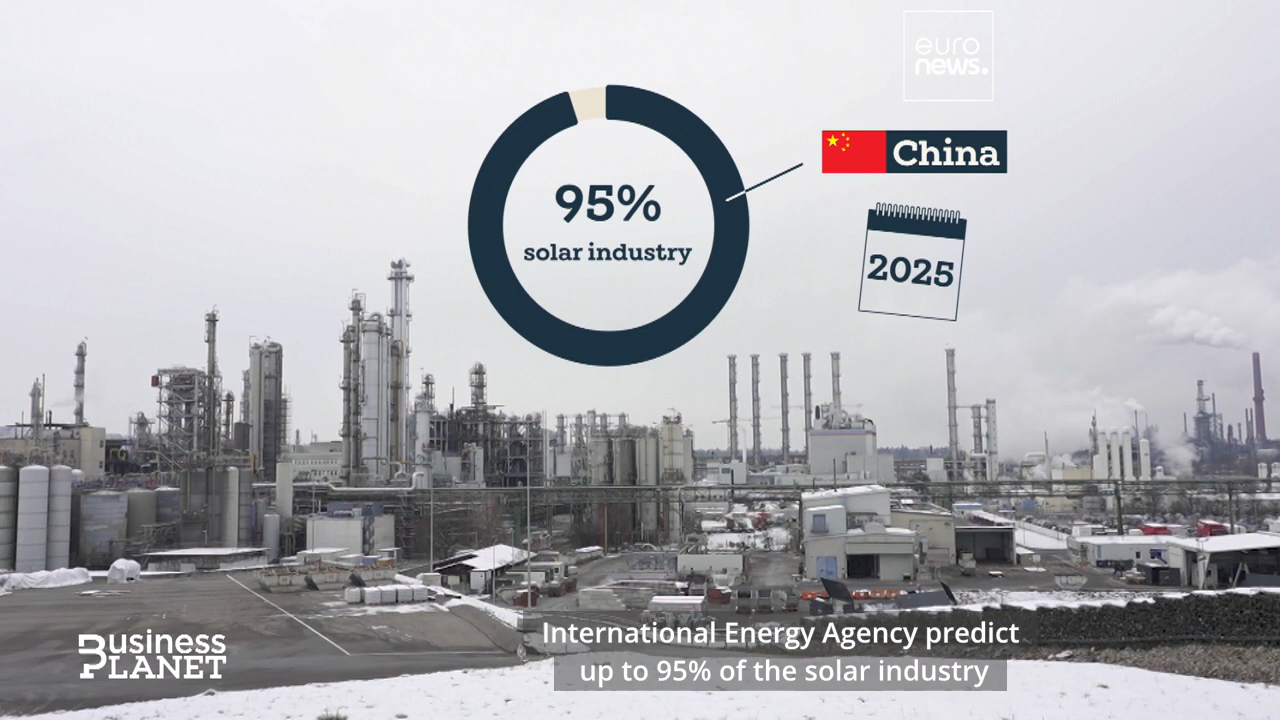 euro
news.
95%
solar industry
China
2025
Business
PLANET
International Energy Agency predict
up to 95% of the solar industry